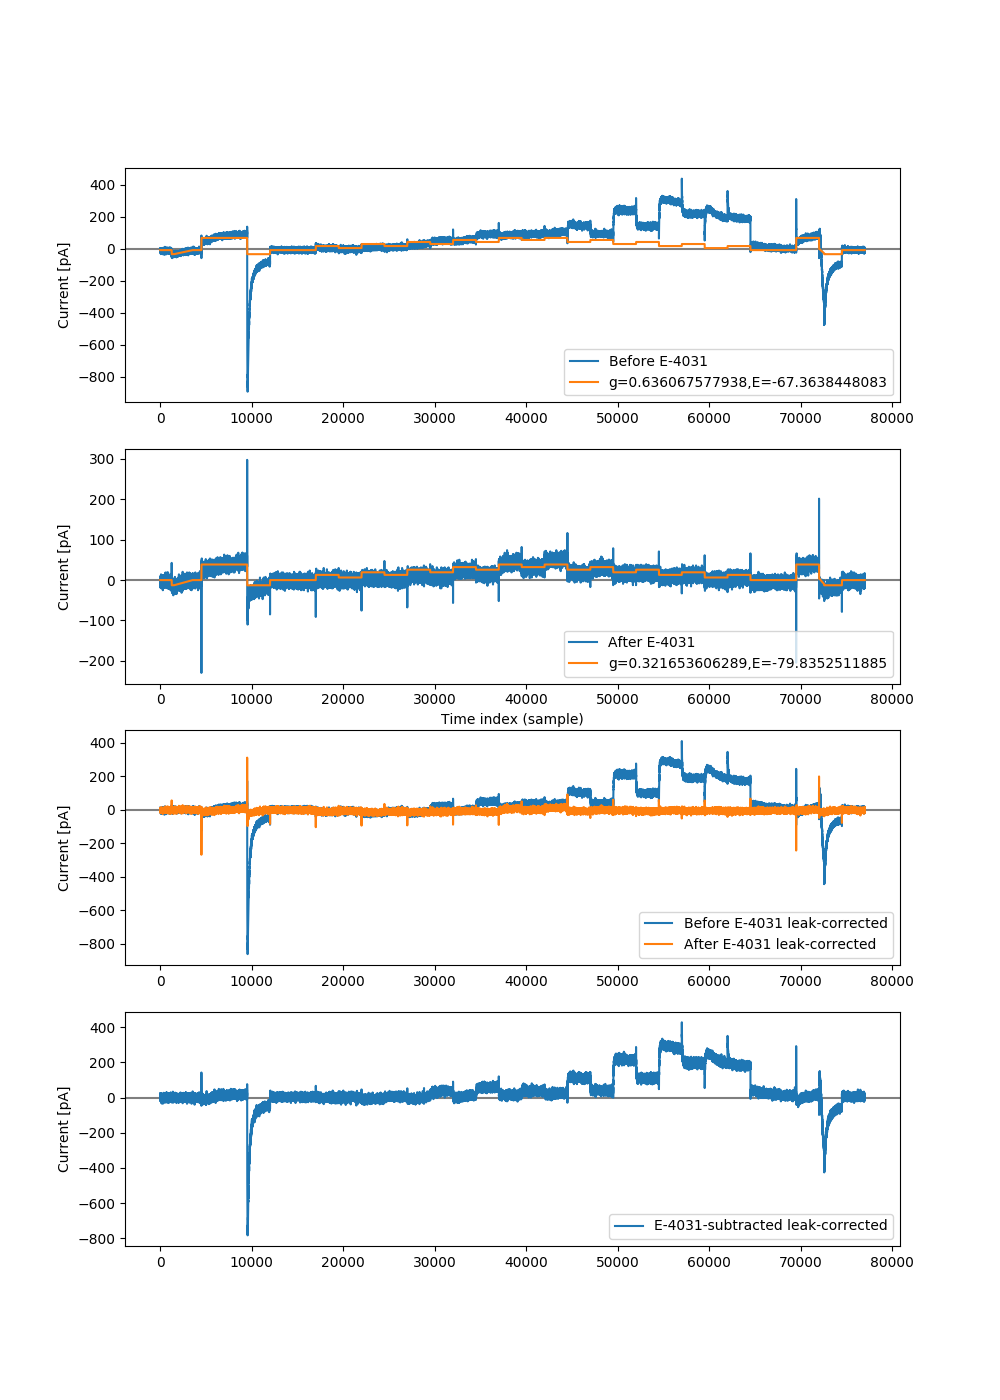 400
200
0
−200
−400
−600
−800
Current [pA]
Before E-4031
g=0.636067577938,E=-67.3638448083
0 10000 20000 30000 40000 50000 60000 70000 80000
300
200
100
0
−100
−200
Current [pA]
After E-4031
g=0.321653606289,E=-79.8352511885
0 10000 20000 30000 40000 50000 60000 70000 80000
Time index (sample)
400
200
0
−200
−400
−600
−800
Current [pA]
Before E-4031 leak-corrected
After E-4031 leak-corrected
0 10000 20000 30000 40000 50000 60000 70000 80000
400
200
0
−200
−400
−600
−800
Current [pA]
E-4031-subtracted leak-corrected
0 10000 20000 30000 40000 50000 60000 70000 80000